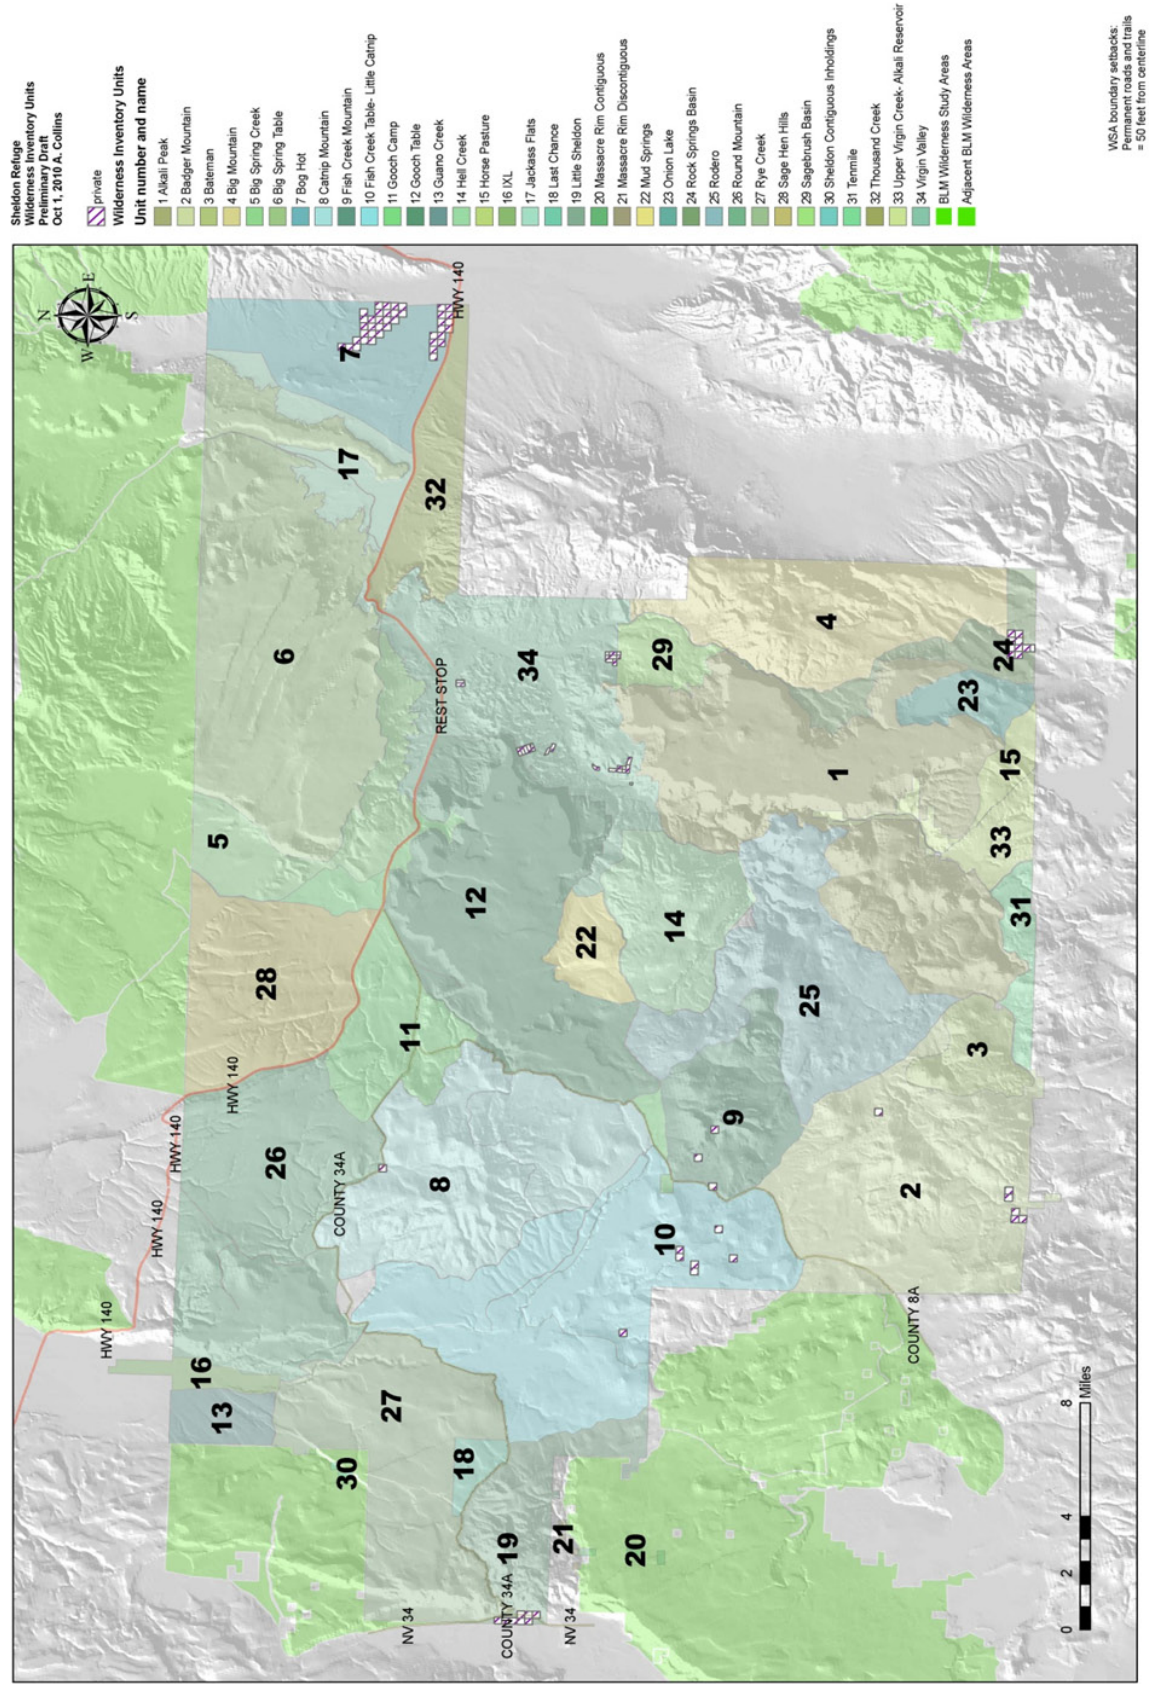 Sheldon Refuge
Wilderness Inventory Units
Preliminary Draft
Oct 1, 2010 A. Collins
private
Wilderness Inventory Units
Unit number and name
1 Alkali Peak
2 Badger Mountain
3 Bateman
4 Big Mountain
5 Big Spring Creek
6 Big Spring Table
7 Bog Hot
8 Catnip Mountain
9 Fish Creek Mountain
10 Fish Creek Table- Little Catnip
11 Gooch Camp
12 Gooch Table
13 Guano Creek
14 Hell Creek
15 Horse Pasture
16 IXL
17 Jackass Flats
18 Last Chance
19 Little Sheldon
20 Massacre Rim Contiguous
21 Massacre Rim Discontiguous
22 Mud Springs
23 Onion Lake
24 Rock Springs Basin
25 Rodero
26 Round Mountain
27 Rye Creek
28 Sage Hen Hills
29 Sagebrush Basin
30 Sheldon Contiguous Inholdings
31 Tenmile
32 Thousand Creek
33 Upper Virgin Creek- Alkali Reservoir
34 Virgin Valley
BLM Wilderness Study Areas
Adjacent BLM Wilderness Areas
WSA boundary setbacks:
Permanent roads and trails
= 50 feet from centerline
N
W E
S
HWY 140
HWY 140
HWY 140
HWY 140
HWY 140
COUNTY 34A
REST STOP
NV 34
COUNTY 34A
NV 34
COUNTY 8A
13
16
26
28
5
6
17
7
30
27
11
32
18
8
12
19
34
21
22
20
10
14
29
9
25
1
4
2
3
23
31
33
15
24
0 2 4 8
Miles